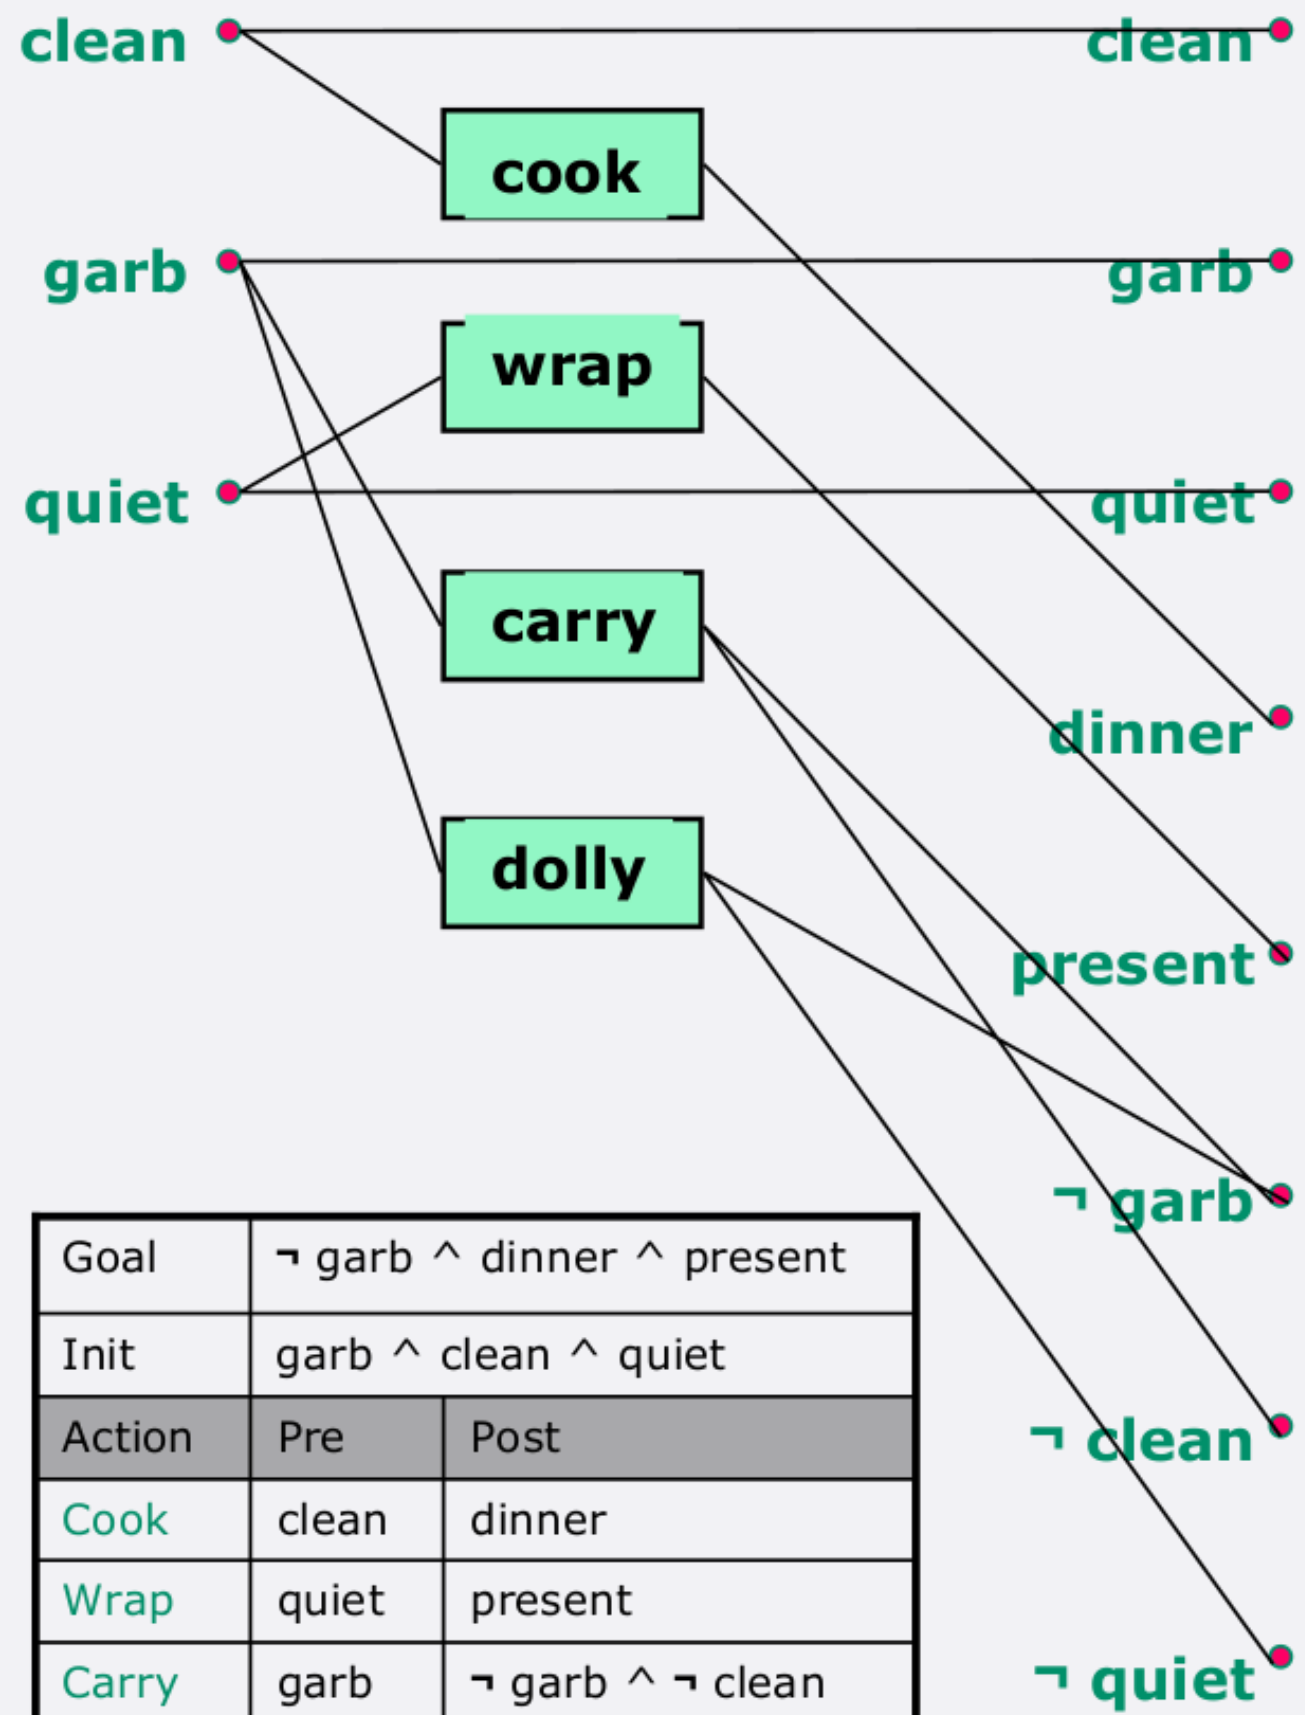 clean clean
cook
garb garb
wrap
quiet quiet
carry
dinner
dolly
present
¬ garb
Goal ¬ garb ^ dinner ^ present
Init garb ^ clean ^ quiet
Action Pre Post
¬ clean
Cook clean dinner
Wrap quiet present
Carry garb ¬ garb ^ ¬ clean
¬ quiet